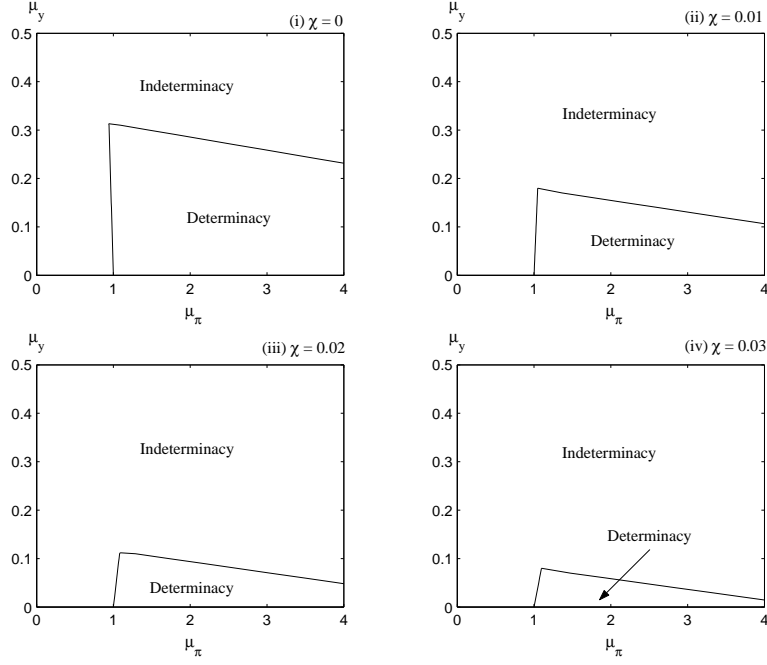 μy
(i) χ = 0
0.5
0.4
0.3
0.2
0.1
0
Indeterminacy
Determinacy
0 1 2 3 4
μπ
μy
(ii) χ = 0.01
0.5
0.4
0.3
0.2
0.1
0
Indeterminacy
Determinacy
0 1 2 3 4
μπ
μy
(iii) χ = 0.02
0.5
0.4
0.3
0.2
0.1
0
Indeterminacy
Determinacy
0 1 2 3 4
μπ
μy
(iv) χ = 0.03
0.5
0.4
0.3
0.2
0.1
0
Indeterminacy
Determinacy
0 1 2 3 4
μπ